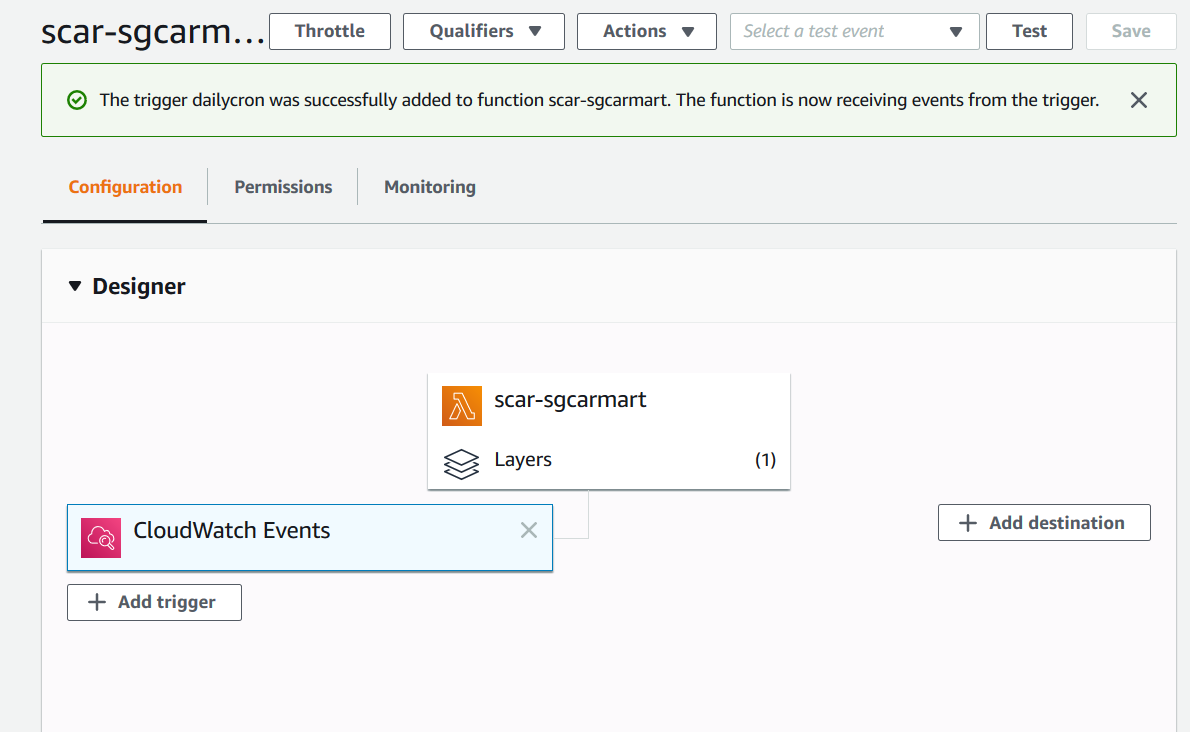 scar-sgcarm... Throttle Qualifiers Actions Select a test event Test Save
The trigger dailycron was successfully added to function scar-sgcarmart. The function is now receiving events from the trigger.
Configuration Permissions Monitoring
Designer
scar-sgcarmart
Layers (1)
CloudWatch Events
Add destination
Add trigger